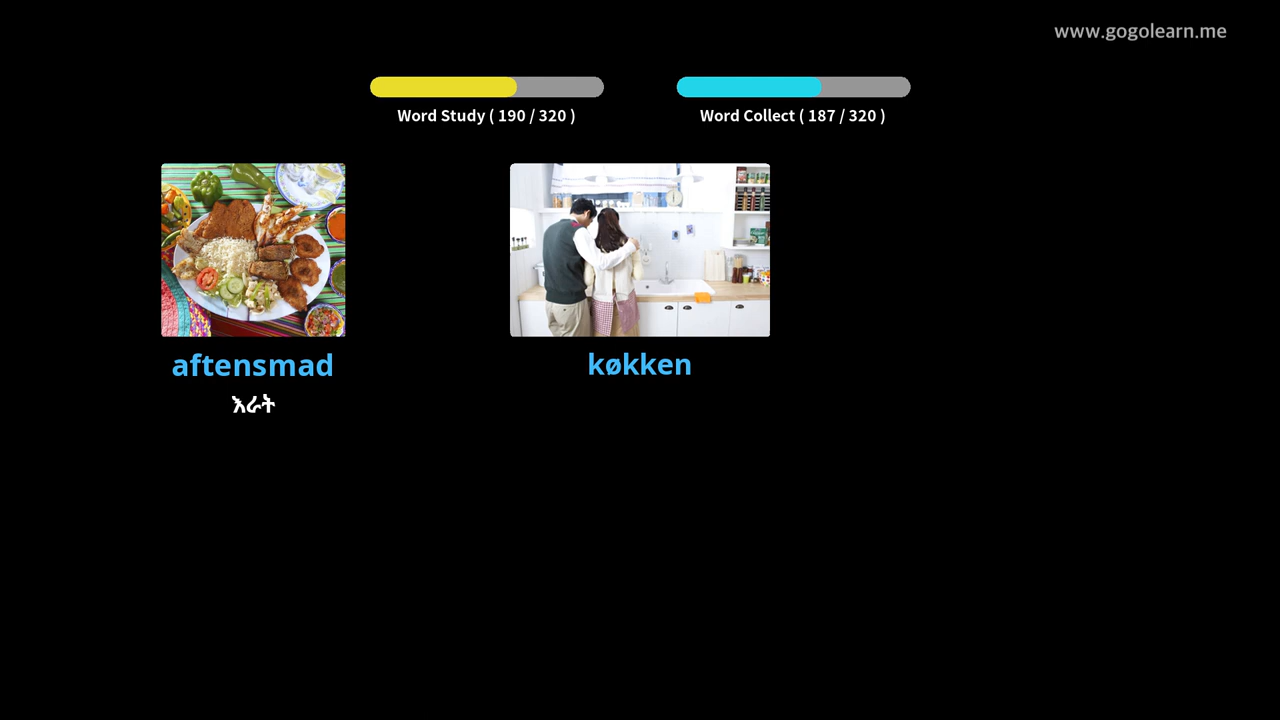 www.gogolearn.me
Word Study ( 190 / 320 )
Word Collect ( 187 / 320 )
aftensmad
እራት
køkken